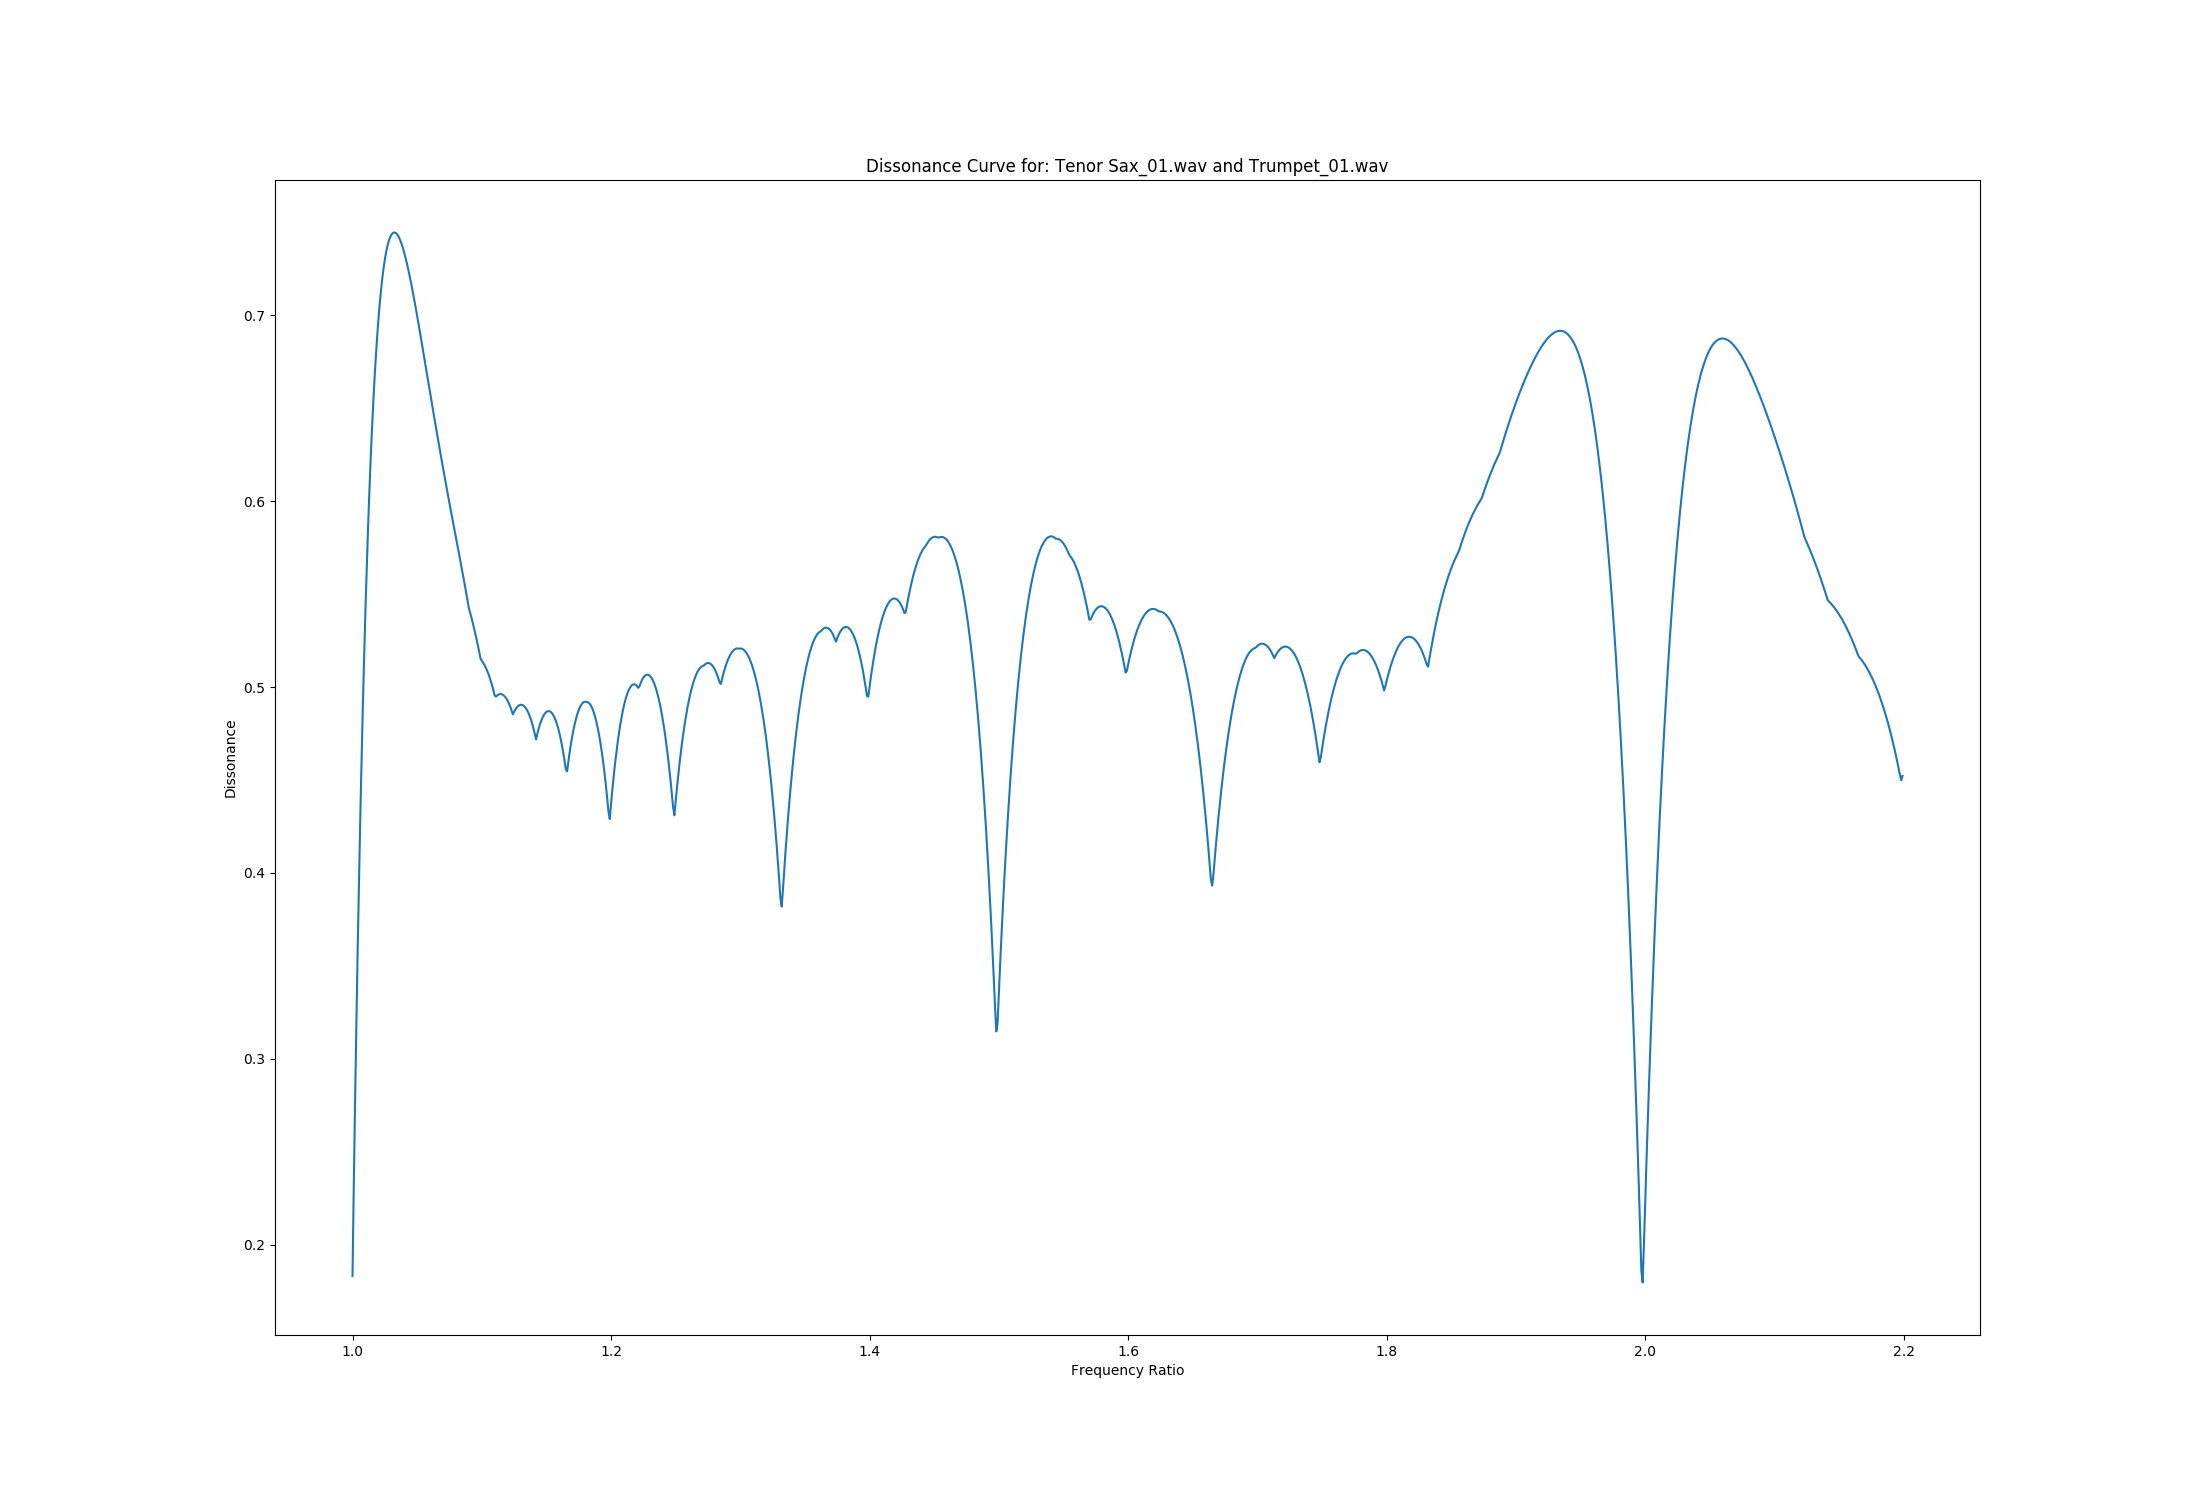 Dissonance Curve for: Tenor Sax_01.wav and Trumpet_01.wav
0.7
0.6
0.5
0.4
0.3
0.2
Dissonance
1.0 1.2 1.4 1.6 1.8 2.0 2.2
Frequency Ratio